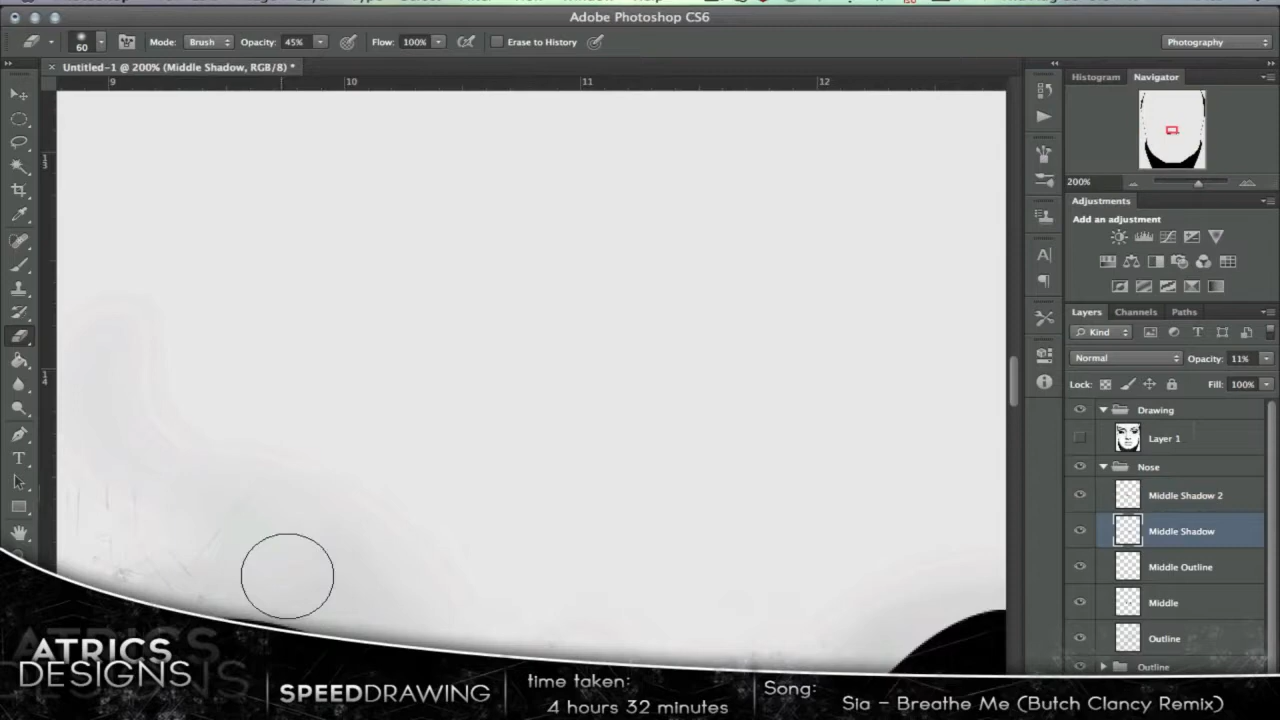 Adobe Photoshop CS6
60
Mode: Brush Opacity: 45% Flow: 100% Erase to History Photography
Untitled-1 @ 200% (Middle Shadow, RGB/8) *
9 10 11 12
Histogram Navigator
200%
Adjustments
Add an adjustment
Layers Channels Paths
Kind
Normal Opacity: 11%
Lock: Fill: 100%
Drawing
Layer 1
Nose
Middle Shadow 2
Middle Shadow
Middle Outline
Middle
Outline
Outline
ATRICS
DESIGNS
SPEEDDRAWING
time taken:
4 hours 32 minutes
Song:
Sia - Breathe Me (Butch Clancy Remix)